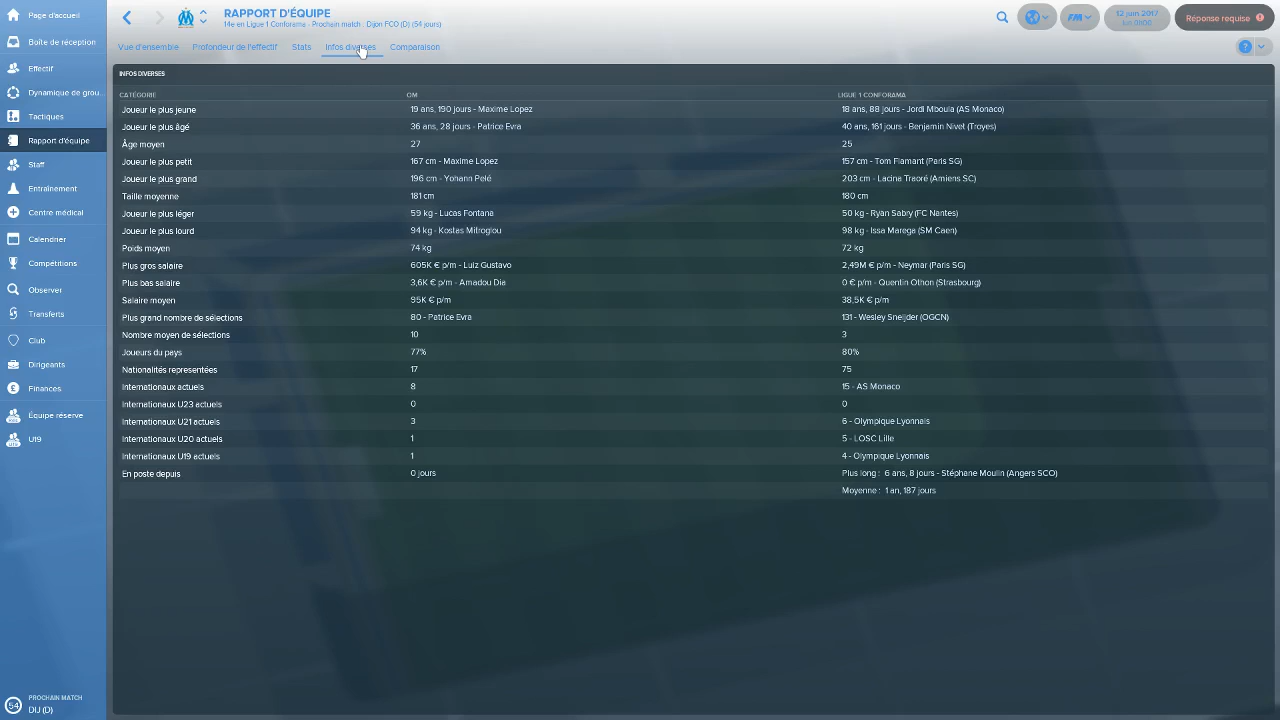 Page d'accueil
Boîte de réception
Effectif
Dynamique de grou...
Tactiques
Rapport d'équipe
Staff
Entraînement
Centre médical
Calendrier
Compétitions
Observer
Transferts
Club
Dirigeants
Finances
Équipe réserve
U19
54
PROCHAIN MATCH
DIJ (D)
RAPPORT D'ÉQUIPE
14e en Ligue 1 Conforama - Prochain match : Dijon FCO (D) (54 jours)
FM
12 juin 2017
lun 0h00
Réponse requise
Vue d'ensemble Profondeur de l'effectif Stats Infos diverses Comparaison
?
INFOS DIVERSES
CATÉGORIE OM LIGUE 1 CONFORAMA
Joueur le plus jeune 19 ans, 190 jours - Maxime Lopez 18 ans, 88 jours - Jordi Mboula (AS Monaco)
Joueur le plus âgé 36 ans, 28 jours - Patrice Evra 40 ans, 161 jours - Benjamin Nivet (Troyes)
Âge moyen 27 25
Joueur le plus petit 167 cm - Maxime Lopez 157 cm - Tom Flamant (Paris SG)
Joueur le plus grand 196 cm - Yohann Pelé 203 cm - Lacina Traoré (Amiens SC)
Taille moyenne 181 cm 180 cm
Joueur le plus léger 59 kg - Lucas Fontana 50 kg - Ryan Sabry (FC Nantes)
Joueur le plus lourd 94 kg - Kostas Mitroglou 98 kg - Issa Marega (SM Caen)
Poids moyen 74 kg 72 kg
Plus gros salaire 605K € p/m - Luiz Gustavo 2,49M € p/m - Neymar (Paris SG)
Plus bas salaire 3,6K € p/m - Amadou Dia 0 € p/m - Quentin Othon (Strasbourg)
Salaire moyen 95K € p/m 38,5K € p/m
Plus grand nombre de sélections 80 - Patrice Evra 131 - Wesley Sneijder (OGCN)
Nombre moyen de sélections 10 3
Joueurs du pays 77% 80%
Nationalités representées 17 75
Internationaux actuels 8 15 - AS Monaco
Internationaux U23 actuels 0 0
Internationaux U21 actuels 3 6 - Olympique Lyonnais
Internationaux U20 actuels 1 5 - LOSC Lille
Internationaux U19 actuels 1 4 - Olympique Lyonnais
En poste depuis 0 jours Plus long : 6 ans, 8 jours - Stéphane Moulin (Angers SCO)
Moyenne : 1 an, 187 jours